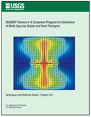 USGS
SEAWAT Version 4: A Computer Program for Simulation
of Multi-Species Solute and Heat Transport
Techniques and Methods Book 6, Chapter A22